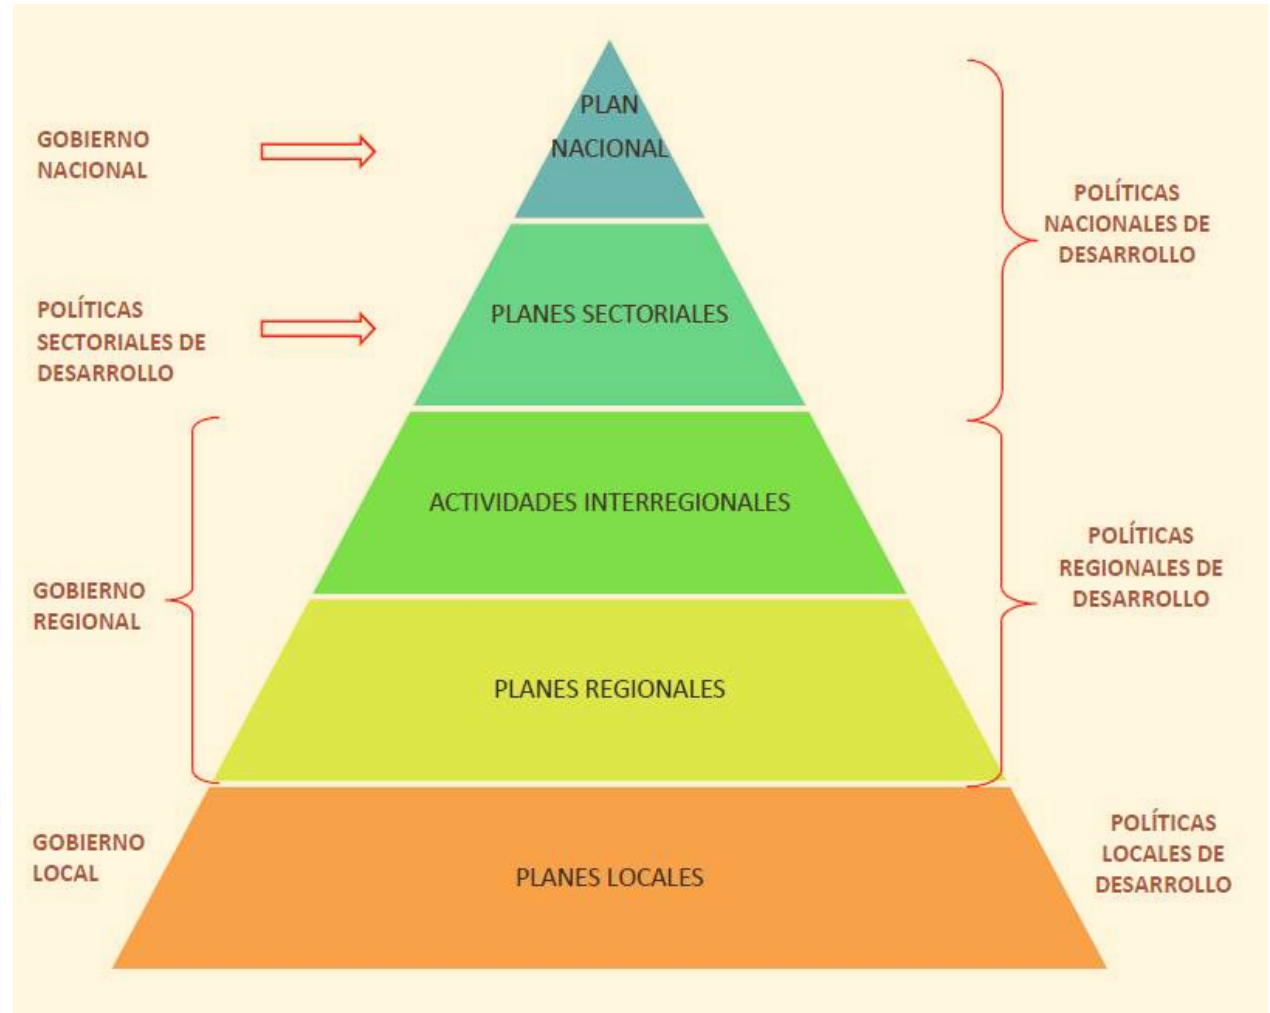 PLAN
NACIONAL
GOBIERNO
NACIONAL
POLÍTICAS
NACIONALES DE
DESARROLLO
POLÍTICAS
SECTORIALES DE
DESARROLLO
PLANES SECTORIALES
ACTIVIDADES INTERREGIONALES
GOBIERNO
REGIONAL
POLÍTICAS
REGIONALES DE
DESARROLLO
PLANES REGIONALES
GOBIERNO
LOCAL
PLANES LOCALES
POLÍTICAS
LOCALES DE
DESARROLLO